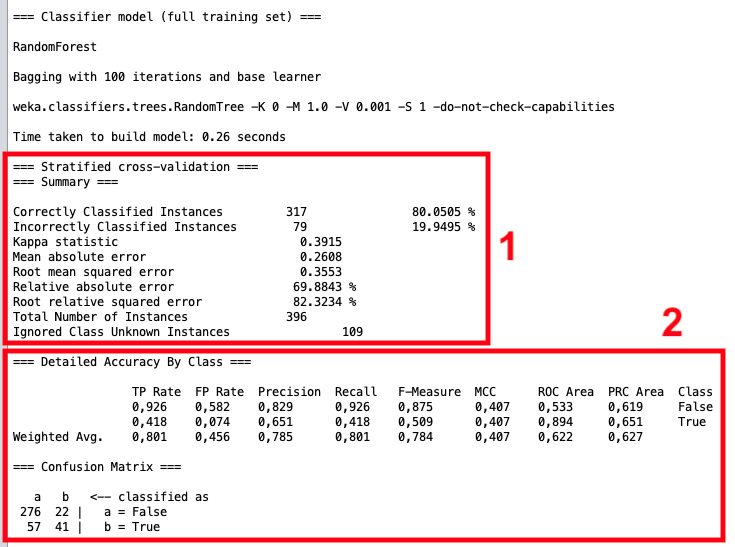 === Classifier model (full training set) ===
RandomForest
Bagging with 100 iterations and base learner
weka.classifiers.trees.RandomTree -K 0 -M 1.0 -V 0.001 -S 1 -do-not-check-capabilities
Time taken to build model: 0.26 seconds
=== Stratified cross-validation ===
=== Summary ===
Correctly Classified Instances 317 80.0505 %
Incorrectly Classified Instances 79 19.9495 %
Kappa statistic 0.3915
Mean absolute error 0.2608
Root mean squared error 0.3553
Relative absolute error 69.8843 %
Root relative squared error 82.3234 %
Total Number of Instances 396
Ignored Class Unknown Instances 109
1
2
=== Detailed Accuracy By Class ===
TP Rate FP Rate Precision Recall F-Measure MCC ROC Area PRC Area Class
0,926 0,582 0,829 0,926 0,875 0,407 0,533 0,619 False
0,418 0,074 0,651 0,418 0,509 0,407 0,894 0,651 True
Weighted Avg. 0,801 0,456 0,785 0,801 0,784 0,407 0,622 0,627
=== Confusion Matrix ===
a b <-- classified as
276 22 | a = False
57 41 | b = True